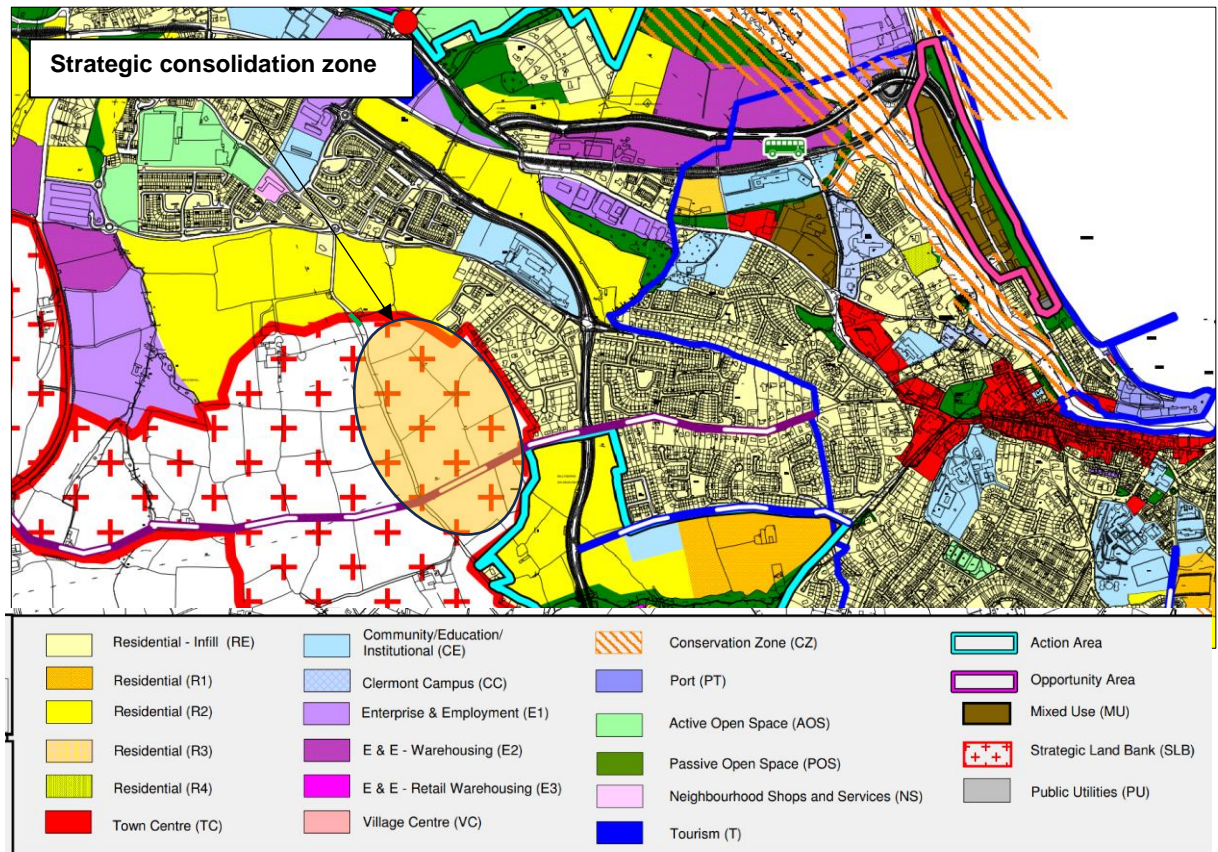 Strategic consolidation zone
Residential - Infill (RE)
Residential (R1)
Residential (R2)
Residential (R3)
Residential (R4)
Town Centre (TC)
Community/Education/
Institutional (CE)
Clermont Campus (CC)
Enterprise & Employment (E1)
E & E - Warehousing (E2)
E & E - Retail Warehousing (E3)
Village Centre (VC)
Conservation Zone (CZ)
Port (PT)
Active Open Space (AOS)
Passive Open Space (POS)
Neighbourhood Shops and Services (NS)
Tourism (T)
Action Area
Opportunity Area
Mixed Use (MU)
Strategic Land Bank (SLB)
Public Utilities (PU)